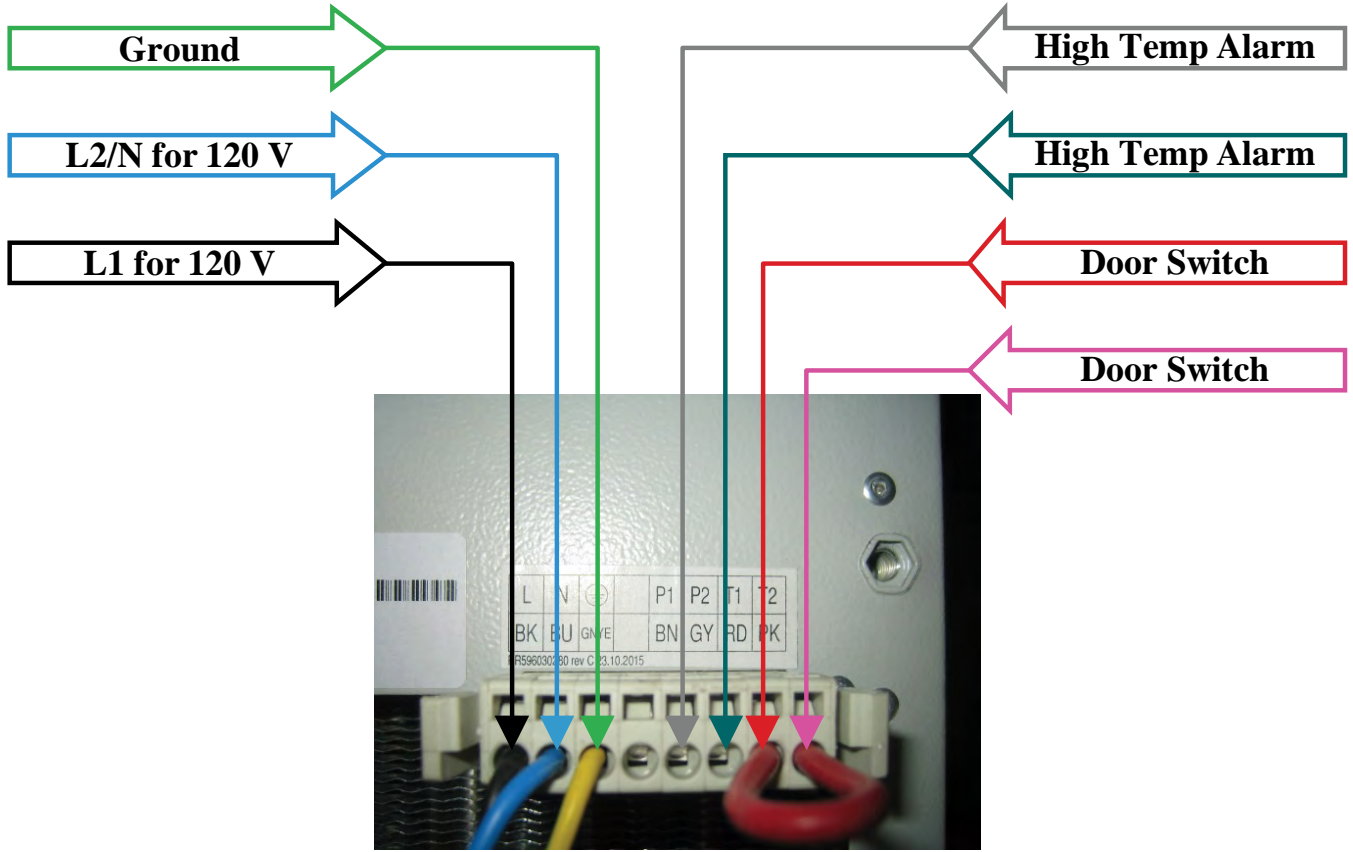 Ground
High Temp Alarm
L2/N for 120 V
High Temp Alarm
L1 for 120 V
Door Switch
Door Switch
L N P1 P2 T1 T2
BK BU GNYE BN GY RD PK
rev C 23.10.2015